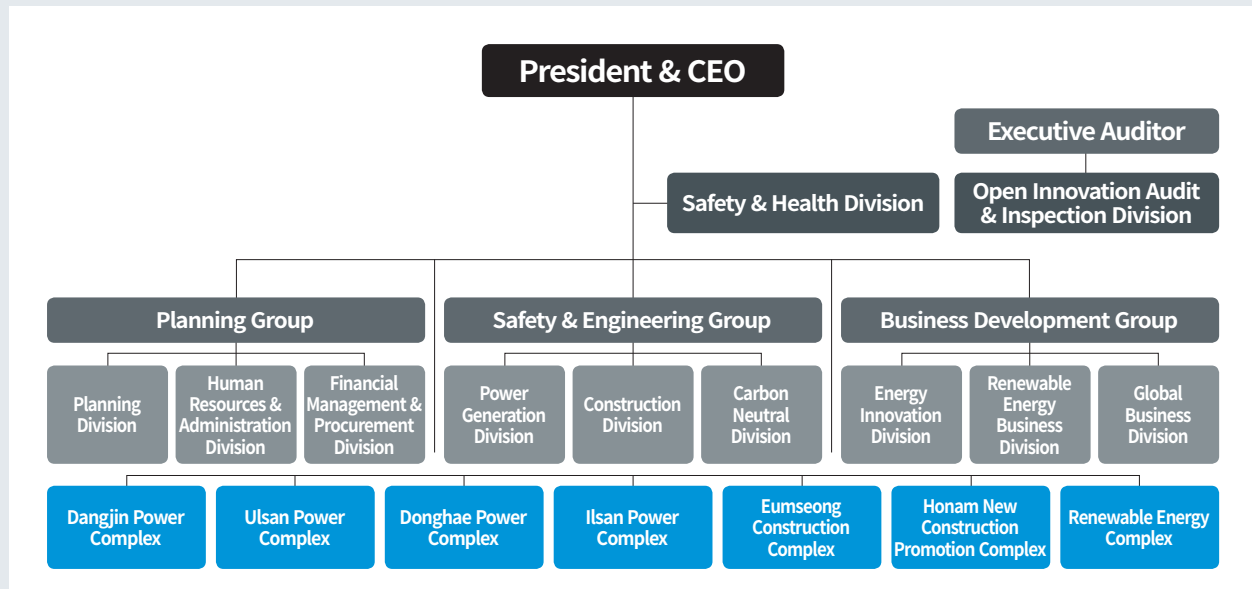 President & CEO
Executive Auditor
Safety & Health Division
Open Innovation Audit
& Inspection Division
Planning Group
Safety & Engineering Group
Business Development Group
Planning
Division
Human
Resources &
Administration
Division
Financial
Management &
Procurement
Division
Power
Generation
Division
Construction
Division
Carbon
Neutral
Division
Energy
Innovation
Division
Renewable
Energy
Business
Division
Global
Business
Division
Dangjin Power
Complex
Ulsan Power
Complex
Donghae Power
Complex
Ilsan Power
Complex
Eumseong
Construction
Complex
Honam New
Construction
Promotion Complex
Renewable Energy
Complex